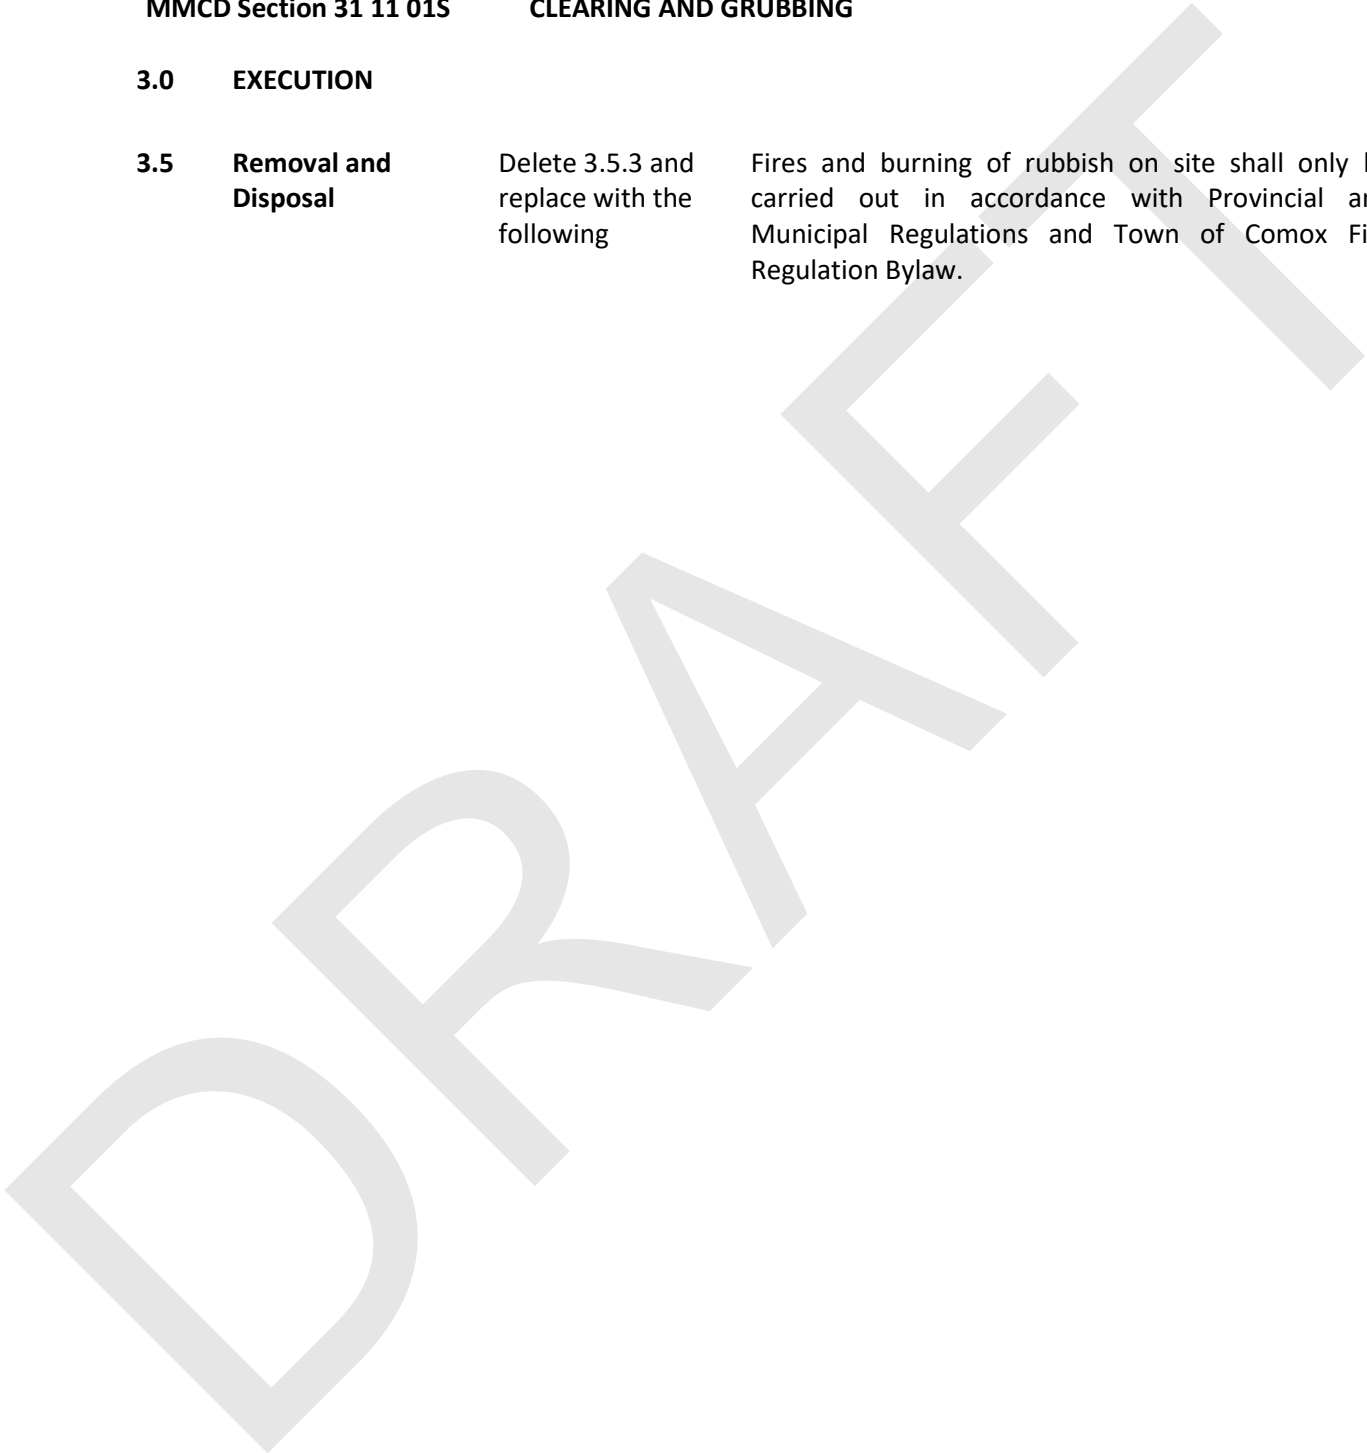 MMCD Section 31 11 01S CLEARING AND GRUBBING
3.0 EXECUTION
3.5 Removal and Disposal
Delete 3.5.3 and
replace with the
following
Fires and burning of rubbish on site shall only
carried out in accordance with Provincial
Municipal Regulations and Town of Comox
Regulation Bylaw.
DRAFT